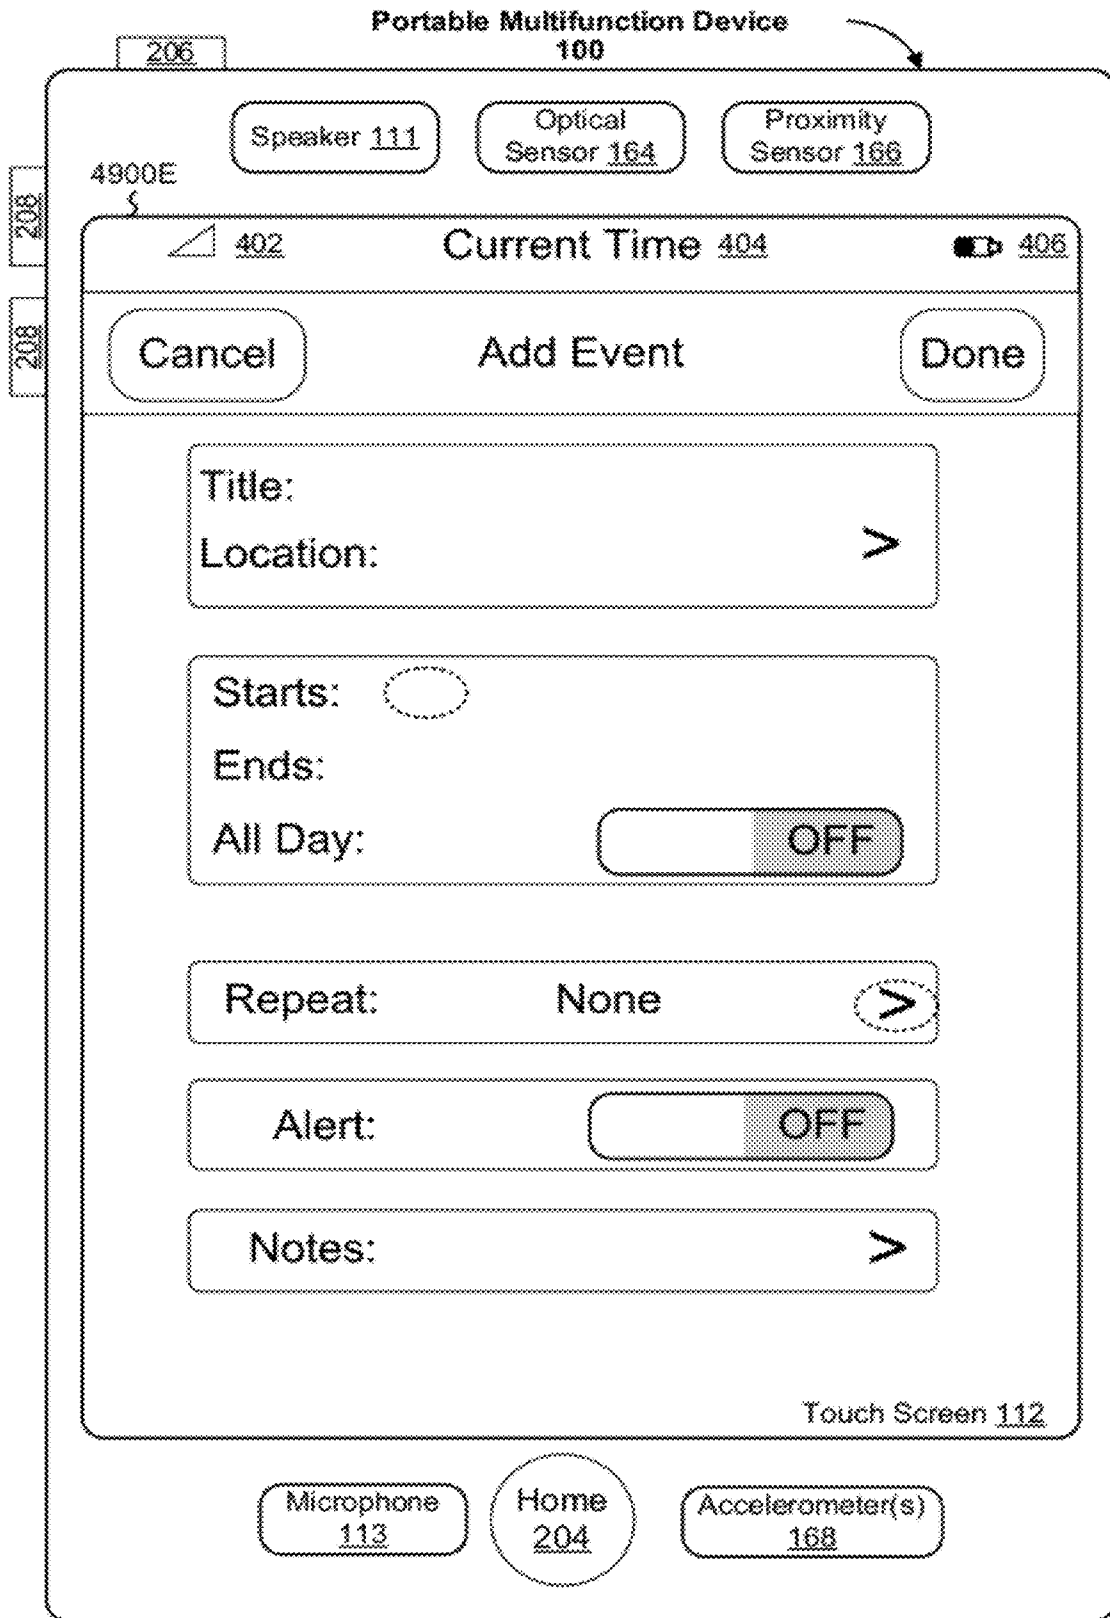 Portable Multifunction Device
100
206
Speaker 111
Optical
Sensor 164
Proximity
Sensor 166
4900E
208
208
402
Current Time 404
406
Cancel
Add Event
Done
Title:
Location:
>
Starts:
Ends:
All Day:
OFF
Repeat:
None
>
Alert:
OFF
Notes:
>
Touch Screen 112
Microphone
113
Home
204
Accelerometer(s)
168